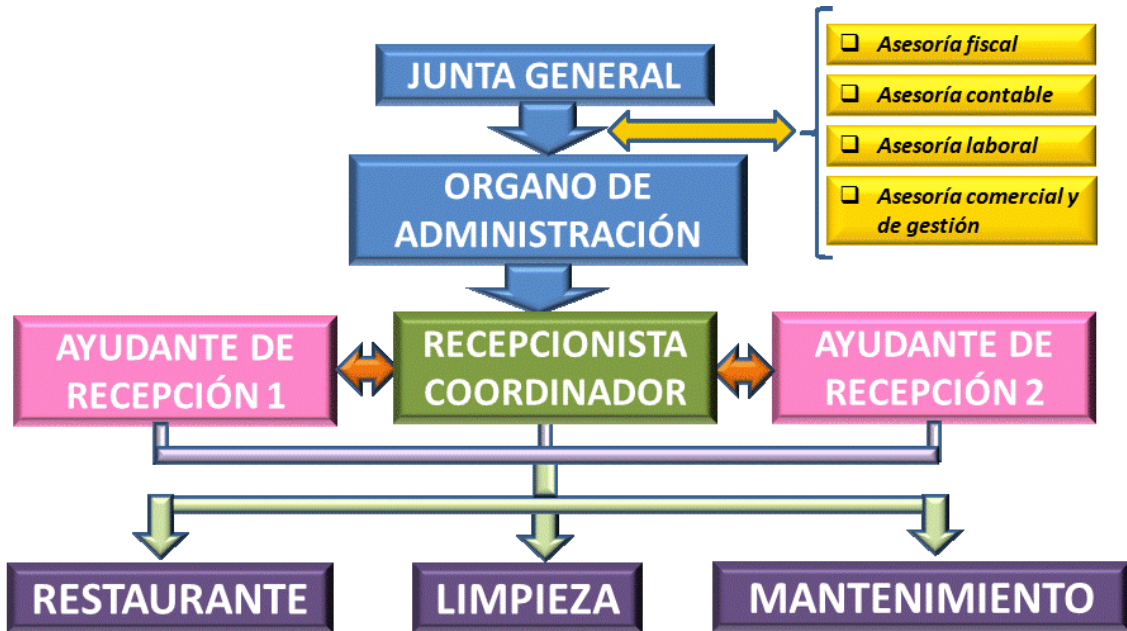 JUNTA GENERAL
❑ Asesoría fiscal
❑ Asesoría contable
❑ Asesoría laboral
❑ Asesoría comercial y
de gestión
ORGANO DE
ADMINISTRACIÓN
AYUDANTE DE
RECEPCIÓN 1
RECEPCIONISTA
COORDINADOR
AYUDANTE DE
RECEPCIÓN 2
RESTAURANTE
LIMPIEZA
MANTENIMIENTO